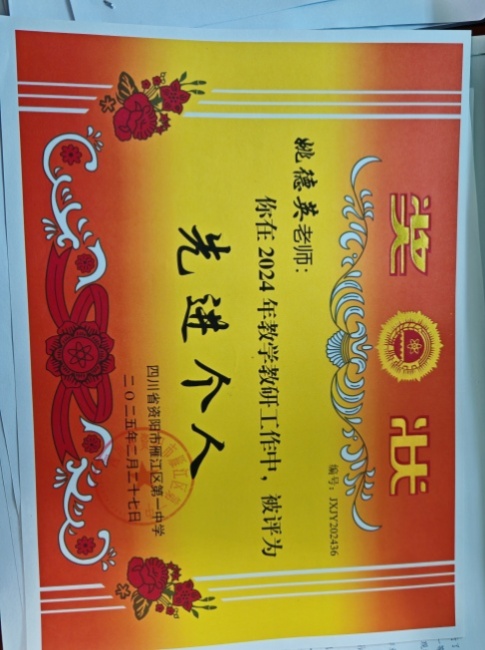 奖状
编号：JXJY202436
姚德英老师：
你在2024年教学教研工作中，被评为
先进个人
四川省资阳市雁江区第一中学
二〇二五年二月二十七日